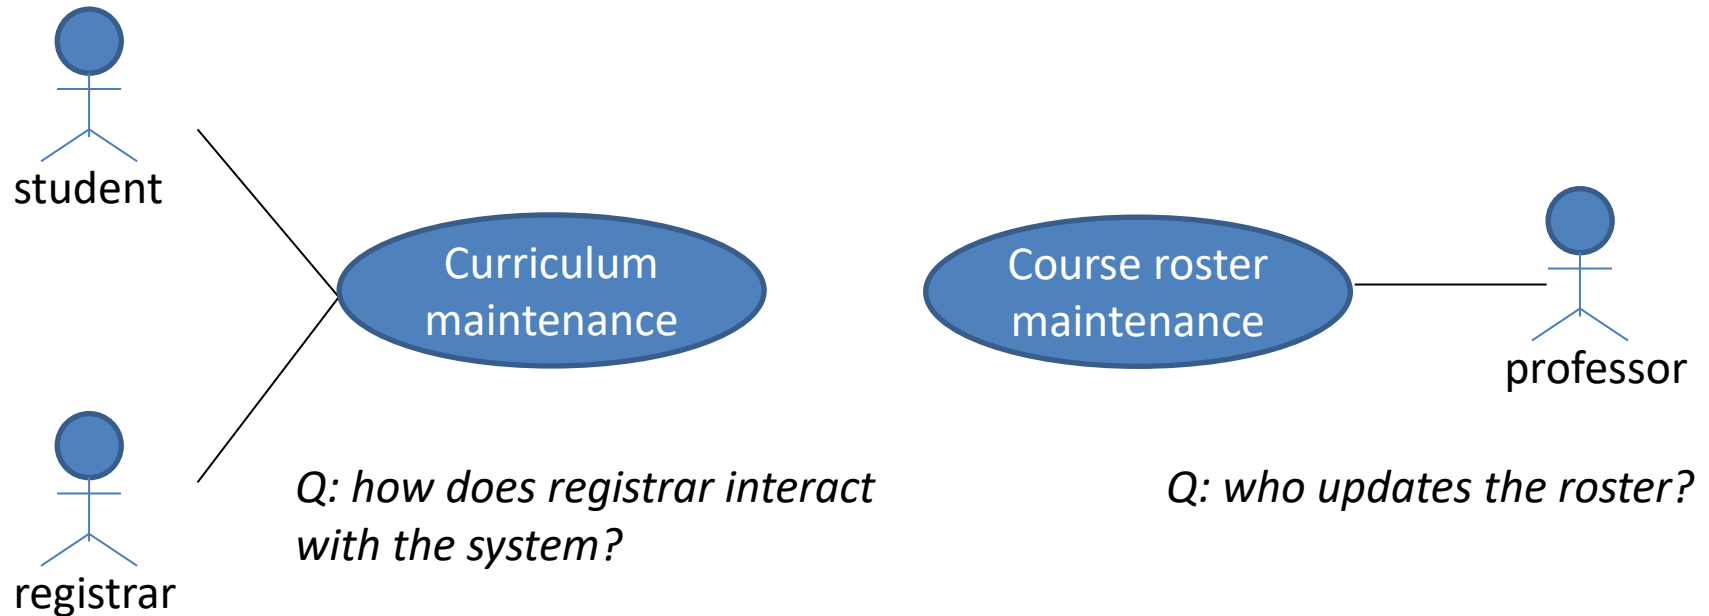 student
Curriculum
maintenance
Course roster
maintenance
professor
Q: how does registrar interact
with the system?
Q: who updates the roster?
registrar